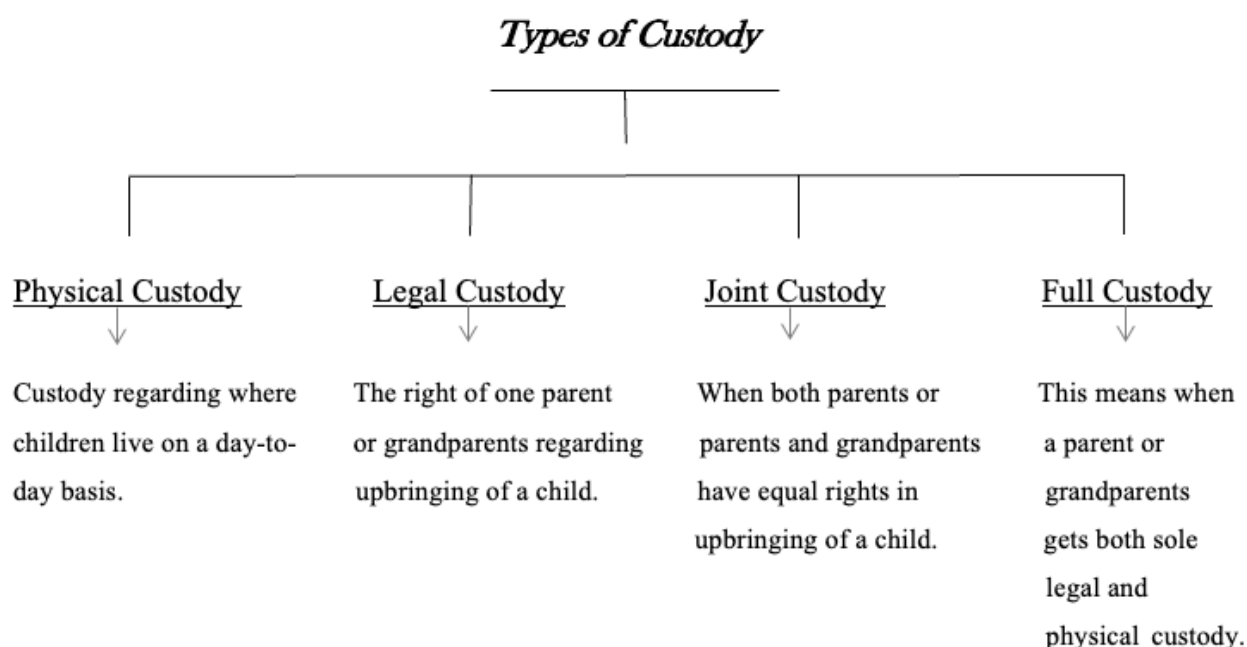 Types of Custody
Physical Custody
Custody regarding where
children live on a day-to-
day basis.
Legal Custody
The right of one parent
or grandparents regarding
upbringing of a child.
Joint Custody
When both parents or
parents and grandparents
have equal rights in
upbringing of a child.
Full Custody
This means when
a parent or
grandparents
gets both sole
legal and
physical custody.